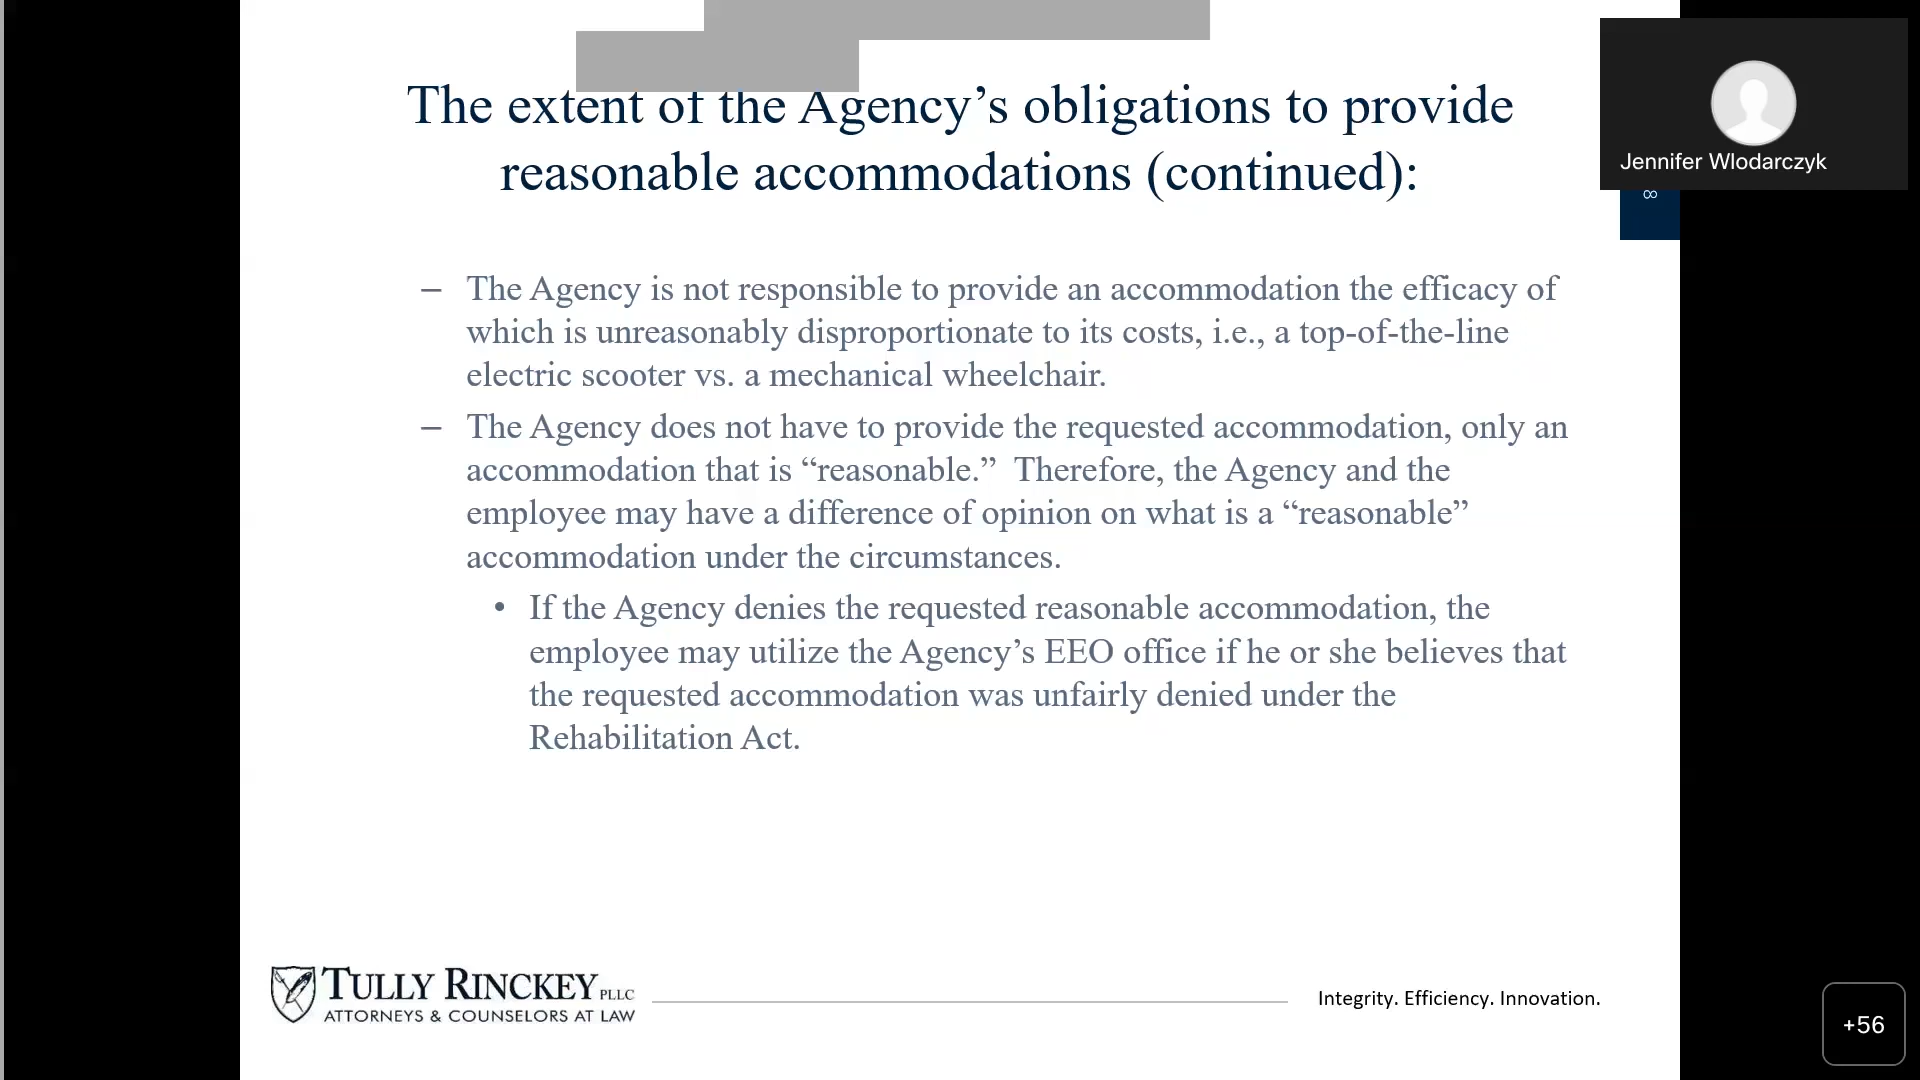 The extent of the Agency’s obligations to provide
reasonable accommodations (continued):
Jennifer Wlodarczyk
8
– The Agency is not responsible to provide an accommodation the efficacy of
which is unreasonably disproportionate to its costs, i.e., a top-of-the-line
electric scooter vs. a mechanical wheelchair.
– The Agency does not have to provide the requested accommodation, only an
accommodation that is “reasonable.”  Therefore, the Agency and the
employee may have a difference of opinion on what is a “reasonable”
accommodation under the circumstances.
• If the Agency denies the requested reasonable accommodation, the
employee may utilize the Agency’s EEO office if he or she believes that
the requested accommodation was unfairly denied under the
Rehabilitation Act.
TULLY RINCKEY PLLC
ATTORNEYS & COUNSELORS AT LAW
Integrity. Efficiency. Innovation.
+56